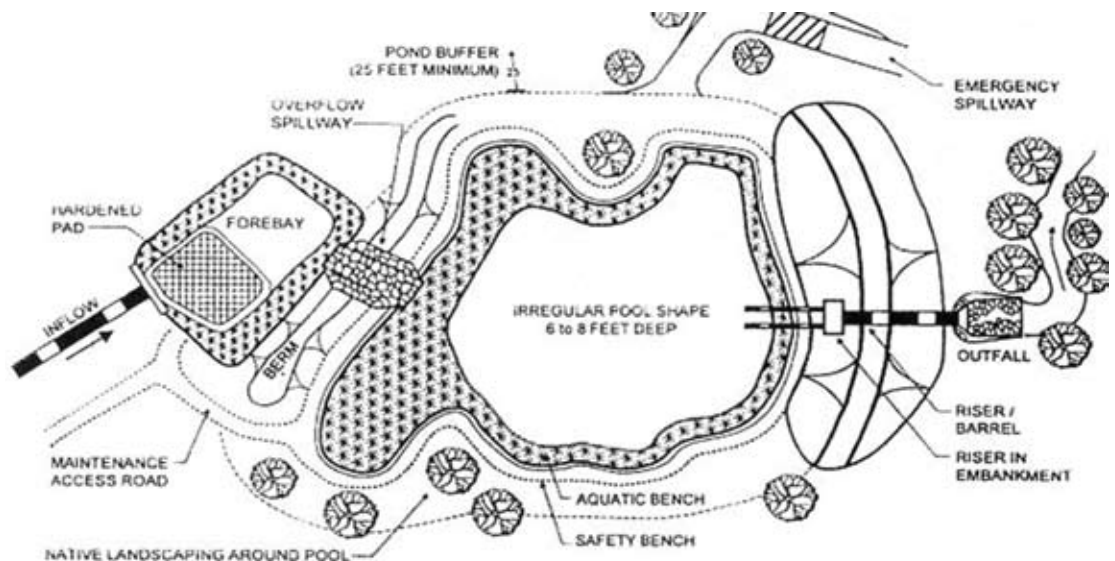 POND BUFFER
(25 FEET MINIMUM)
25
EMERGENCY
SPILLWAY
OVERFLOW
SPILLWAY
HARDENED
PAD
FOREBAY
INFLOW
BERM
IRREGULAR POOL SHAPE
6 to 8 FEET DEEP
OUTFALL
RISER /
BARREL
RISER IN
EMBANKMENT
MAINTENANCE
ACCESS ROAD
AQUATIC BENCH
SAFETY BENCH
NATIVE LANDSCAPING AROUND POOL